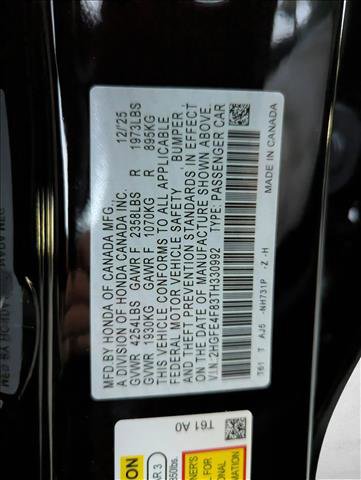 MFD BY HONDA OF CANADA MFG.,
A DIVISION OF HONDA CANADA INC. 12/'25
GVWR 4254LBS GAWR F 2358LBS R 1973LBS
GVWR 1930KG GAWR F 1070KG R 895KG
THIS VEHICLE CONFORMS TO ALL APPLICABLE
FEDERAL MOTOR VEHICLE SAFETY , BUMPER ,
AND THEFT PREVENTION STANDARDS IN EFFECT
ON THE DATE OF MANUFACTURE SHOWN ABOVE.
V.I.N.:2HGFE4F83TH330992 TYPE: PASSENGER CAR
T61 T AJ5 -NH731P -Z -H MADE IN CANADA
T61 A0